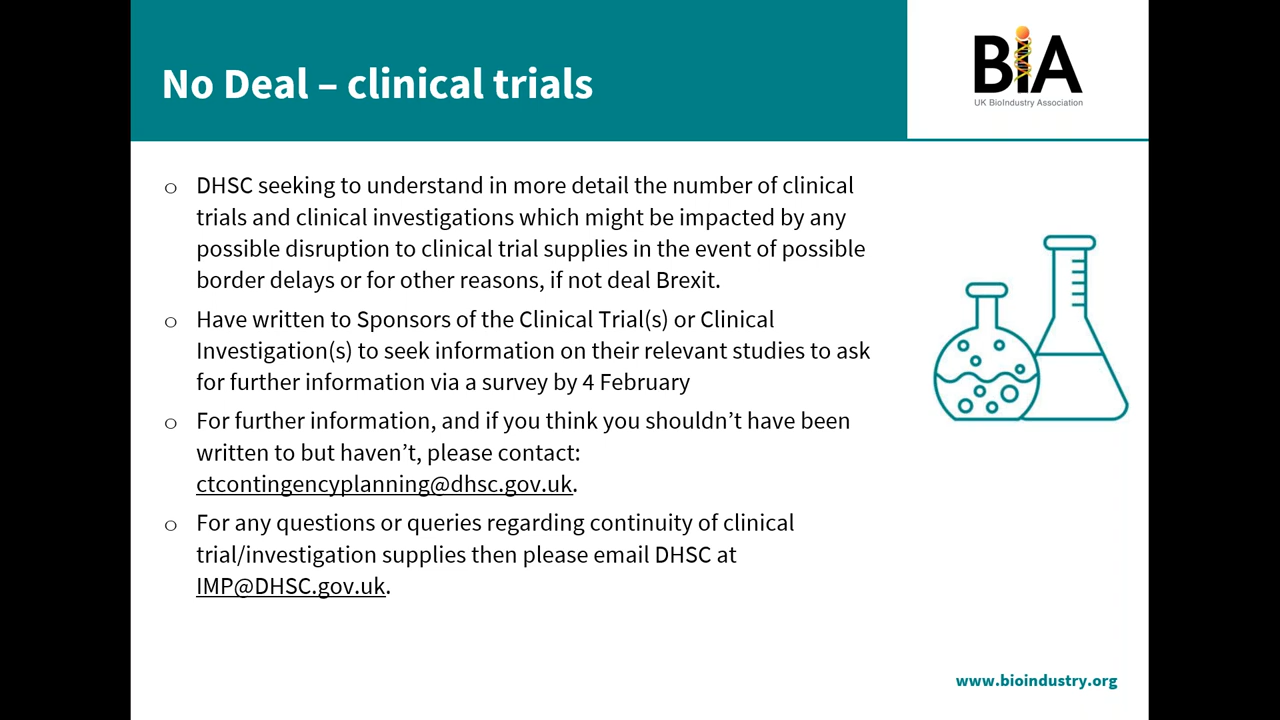 No Deal – clinical trials
BiA
UK BioIndustry Association
○ DHSC seeking to understand in more detail the number of clinical
trials and clinical investigations which might be impacted by any
possible disruption to clinical trial supplies in the event of possible
border delays or for other reasons, if not deal Brexit.
○ Have written to Sponsors of the Clinical Trial(s) or Clinical
Investigation(s) to seek information on their relevant studies to ask
for further information via a survey by 4 February
○ For further information, and if you think you shouldn’t have been
written to but haven’t, please contact:
ctcontingencyplanning@dhsc.gov.uk.
○ For any questions or queries regarding continuity of clinical
trial/investigation supplies then please email DHSC at
IMP@DHSC.gov.uk.
www.bioindustry.org